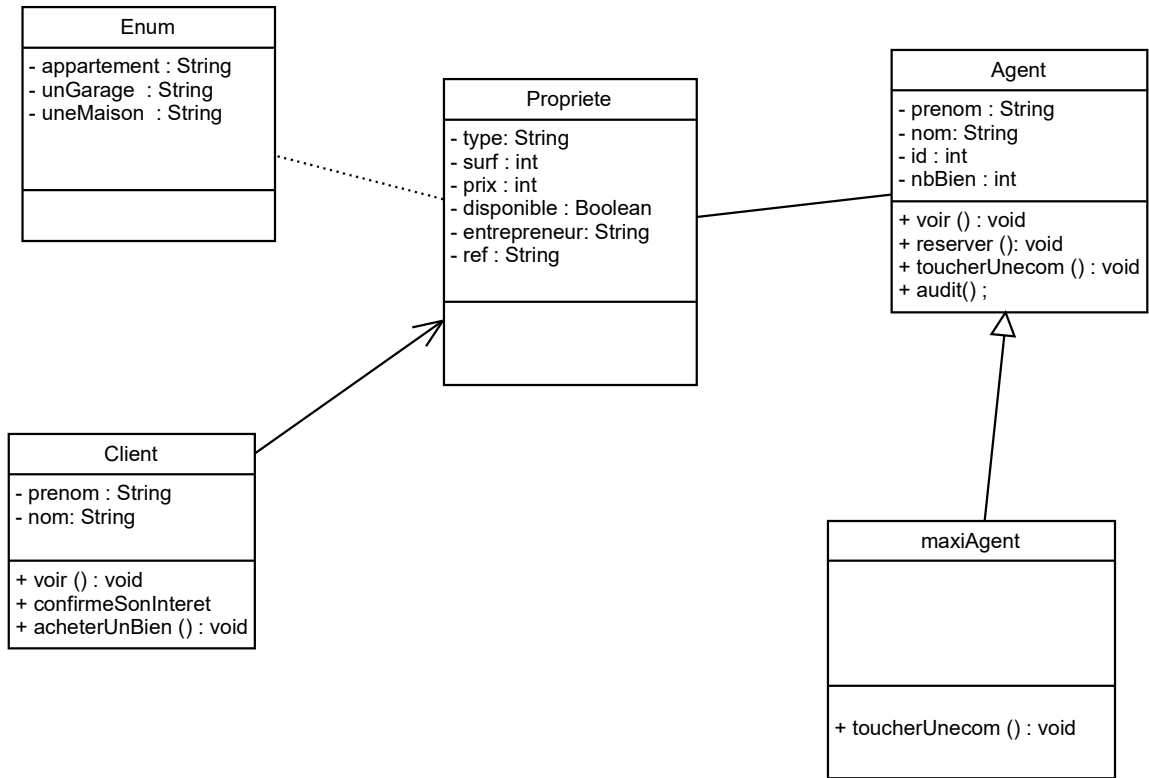 Enum
- appartement : String
- unGarage  : String
- uneMaison  : String
Propriete
- type: String
- surf : int
- prix : int
- disponible : Boolean
- entrepreneur: String
- ref : String
Agent
- prenom : String
- nom: String
- id : int
- nbBien : int
+ voir () : void
+ reserver (): void
+ toucherUnecom () : void
+ audit() ;
Client
- prenom : String
- nom: String
+ voir () : void
+ confirmeSonInteret
+ acheterUnBien () : void
maxiAgent
+ toucherUnecom () : void